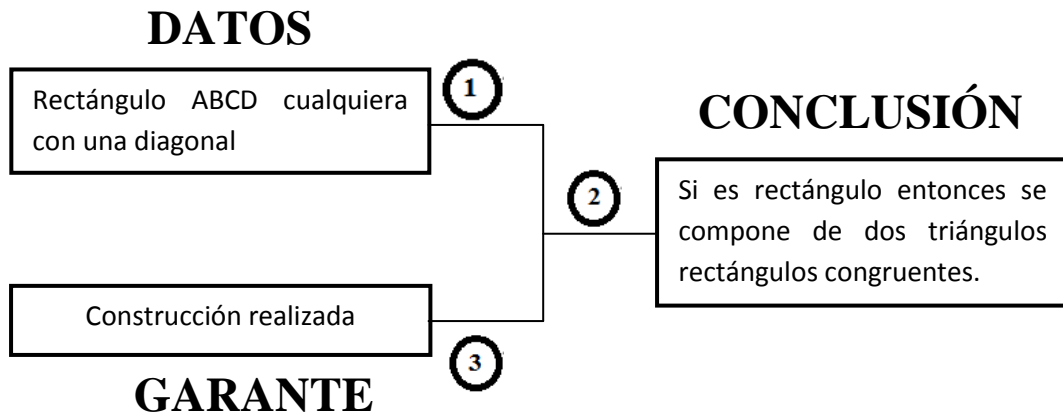 DATOS
Rectángulo ABCD cualquiera
con una diagonal
1
CONCLUSIÓN
2
Si es rectángulo entonces se
compone de dos triángulos
rectángulos congruentes.
Construcción realizada
3
GARANTE